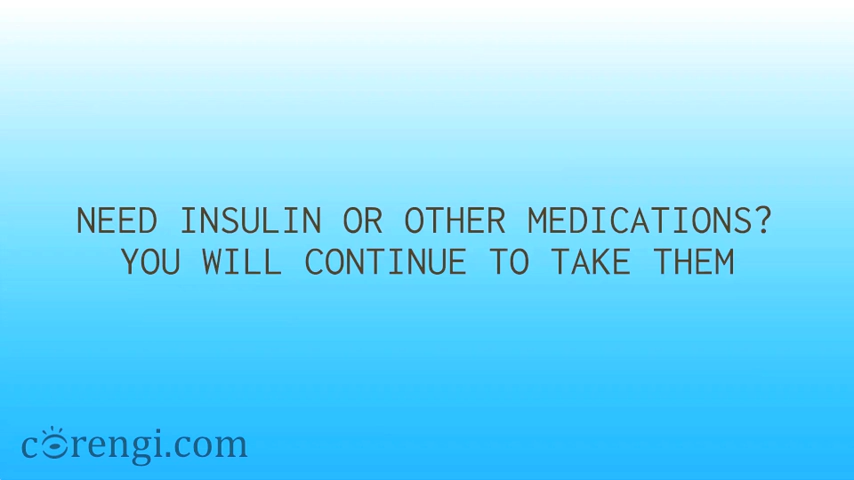 NEED INSULIN OR OTHER MEDICATIONS?
YOU WILL CONTINUE TO TAKE THEM
corengi.com